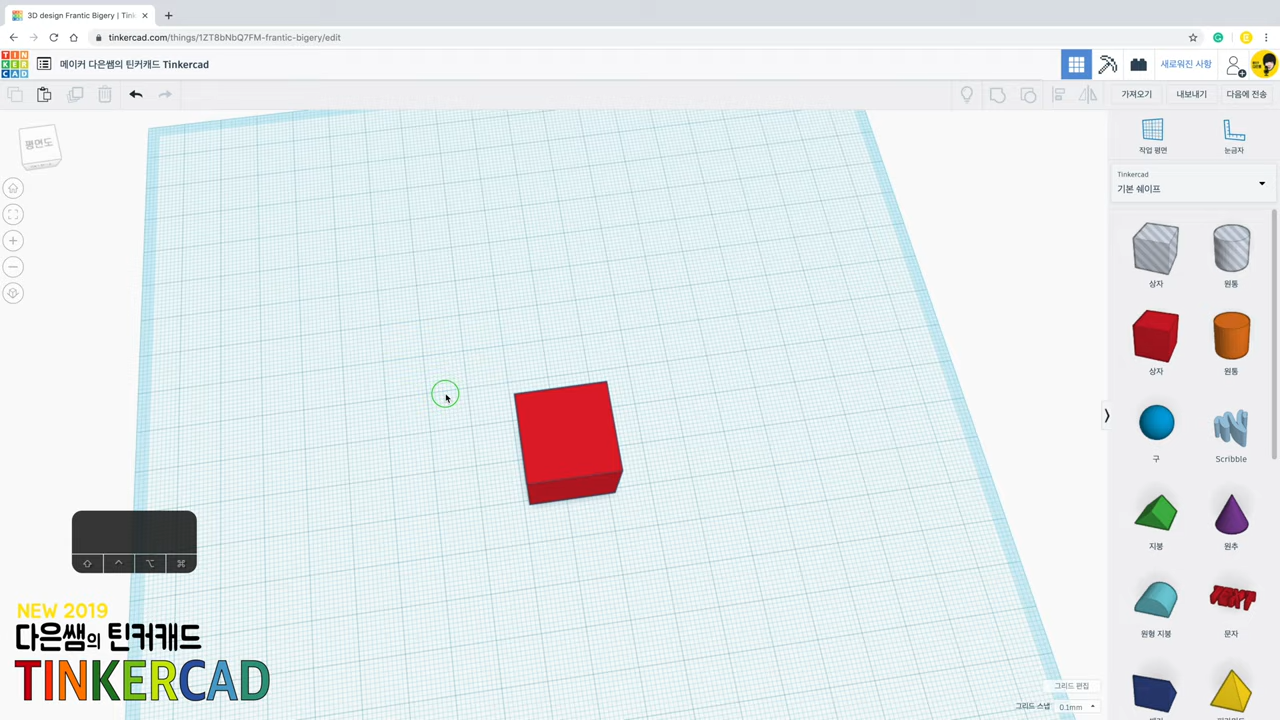 3D design Frantic Bigery | Tink
tinkercad.com/things/1ZT8bNbQ7FM-frantic-bigery/edit
TIN
KER
CAD
메이커 다은쌤의 틴커캐드 Tinkercad
새로워진 사항
가져오기
내보내기
다음에 전송
평면도
작업 평면
눈금자
Tinkercad
기본 쉐이프
상자
원통
상자
원통
구
Scribble
지붕
원추
원형 지붕
TEXT
문자
NEW 2019
다은쌤의 틴커캐드
TINKERCAD
그리드 편집
그리드 스냅
0.1mm